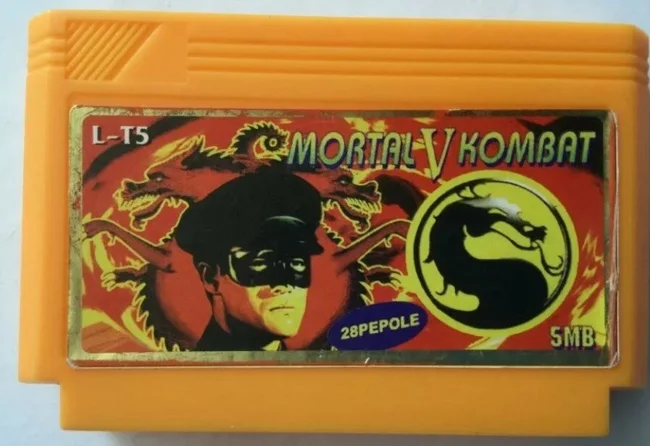 L-T5
MORTAL V KOMBAT
28PEPOLE
5MB